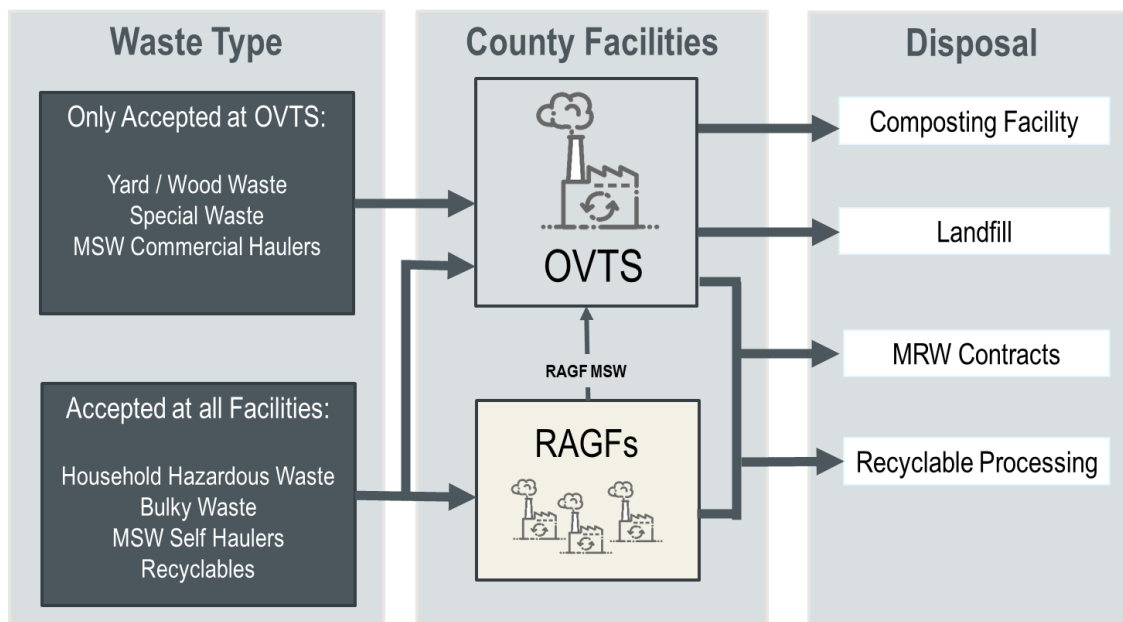 Waste Type
Only Accepted at OVTS:
Yard / Wood Waste
Special Waste
MSW Commercial Haulers
Accepted at all Facilities:
Household Hazardous Waste
Bulky Waste
MSW Self Haulers
Recyclables
County Facilities
OVTS
RAGF MSW
RAGFs
Disposal
Composting Facility
Landfill
MRW Contracts
Recyclable Processing